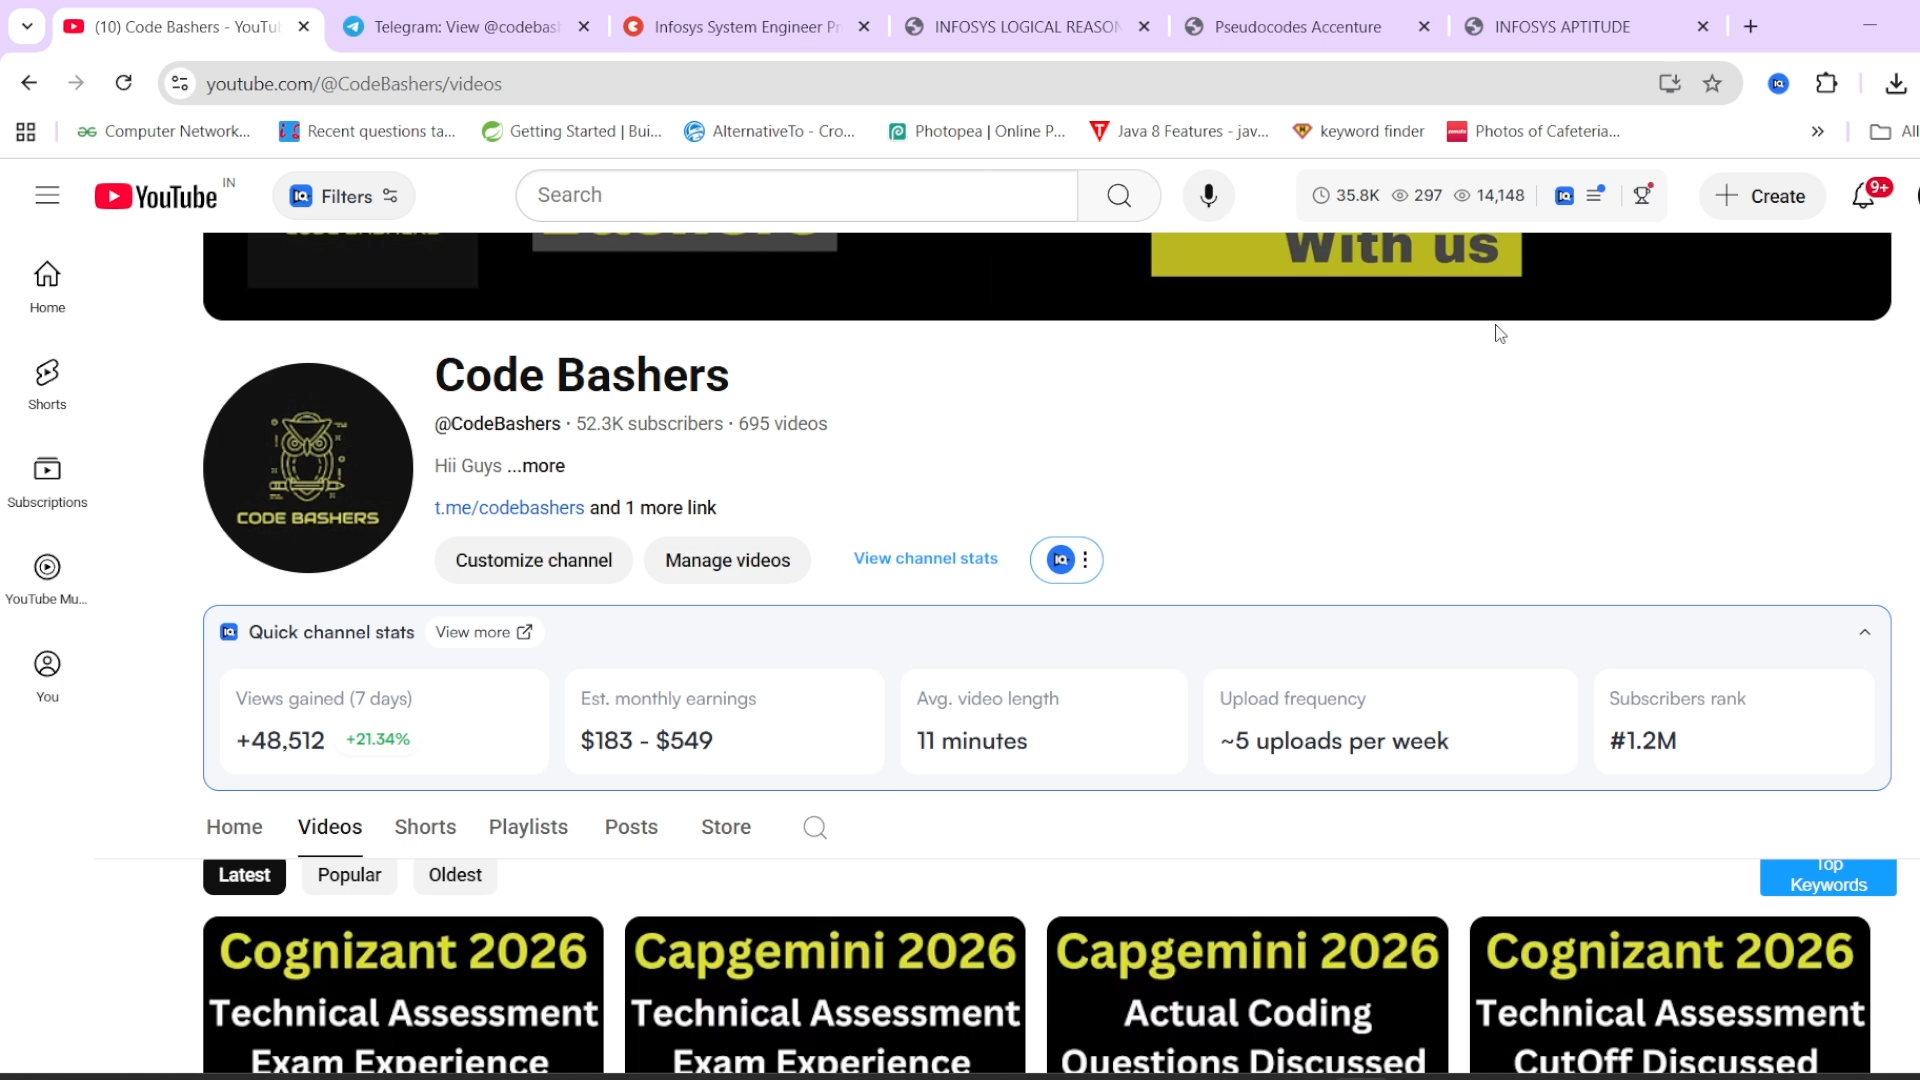 (10) Code Bashers - YouTu
Telegram: View @codebash
Infosys System Engineer Pr
INFOSYS LOGICAL REASON
Pseudocodes Accenture
INFOSYS APTITUDE
youtube.com/@CodeBashers/videos
Computer Network...
Recent questions ta...
Getting Started | Bui...
AlternativeTo - Cro...
Photopea | Online P...
Java 8 Features - jav...
keyword finder
Photos of Cafeteria...
All
YouTube IN
Filters
Search
35.8K 297 14,148
Create
9+
With us
Home
Shorts
Subscriptions
YouTube Mu...
You
CODE BASHERS
Code Bashers
@CodeBashers · 52.3K subscribers · 695 videos
Hii Guys ...more
t.me/codebashers and 1 more link
Customize channel
Manage videos
View channel stats
Quick channel stats
View more
Views gained (7 days)
+48,512 +21.34%
Est. monthly earnings
$183 - $549
Avg. video length
11 minutes
Upload frequency
~5 uploads per week
Subscribers rank
#1.2M
Home
Videos
Shorts
Playlists
Posts
Store
Latest
Popular
Oldest
Top
Keywords
Cognizant 2026
Technical Assessment
Exam Experience
Capgemini 2026
Technical Assessment
Exam Experience
Capgemini 2026
Actual Coding
Questions Discussed
Cognizant 2026
Technical Assessment
CutOff Discussed